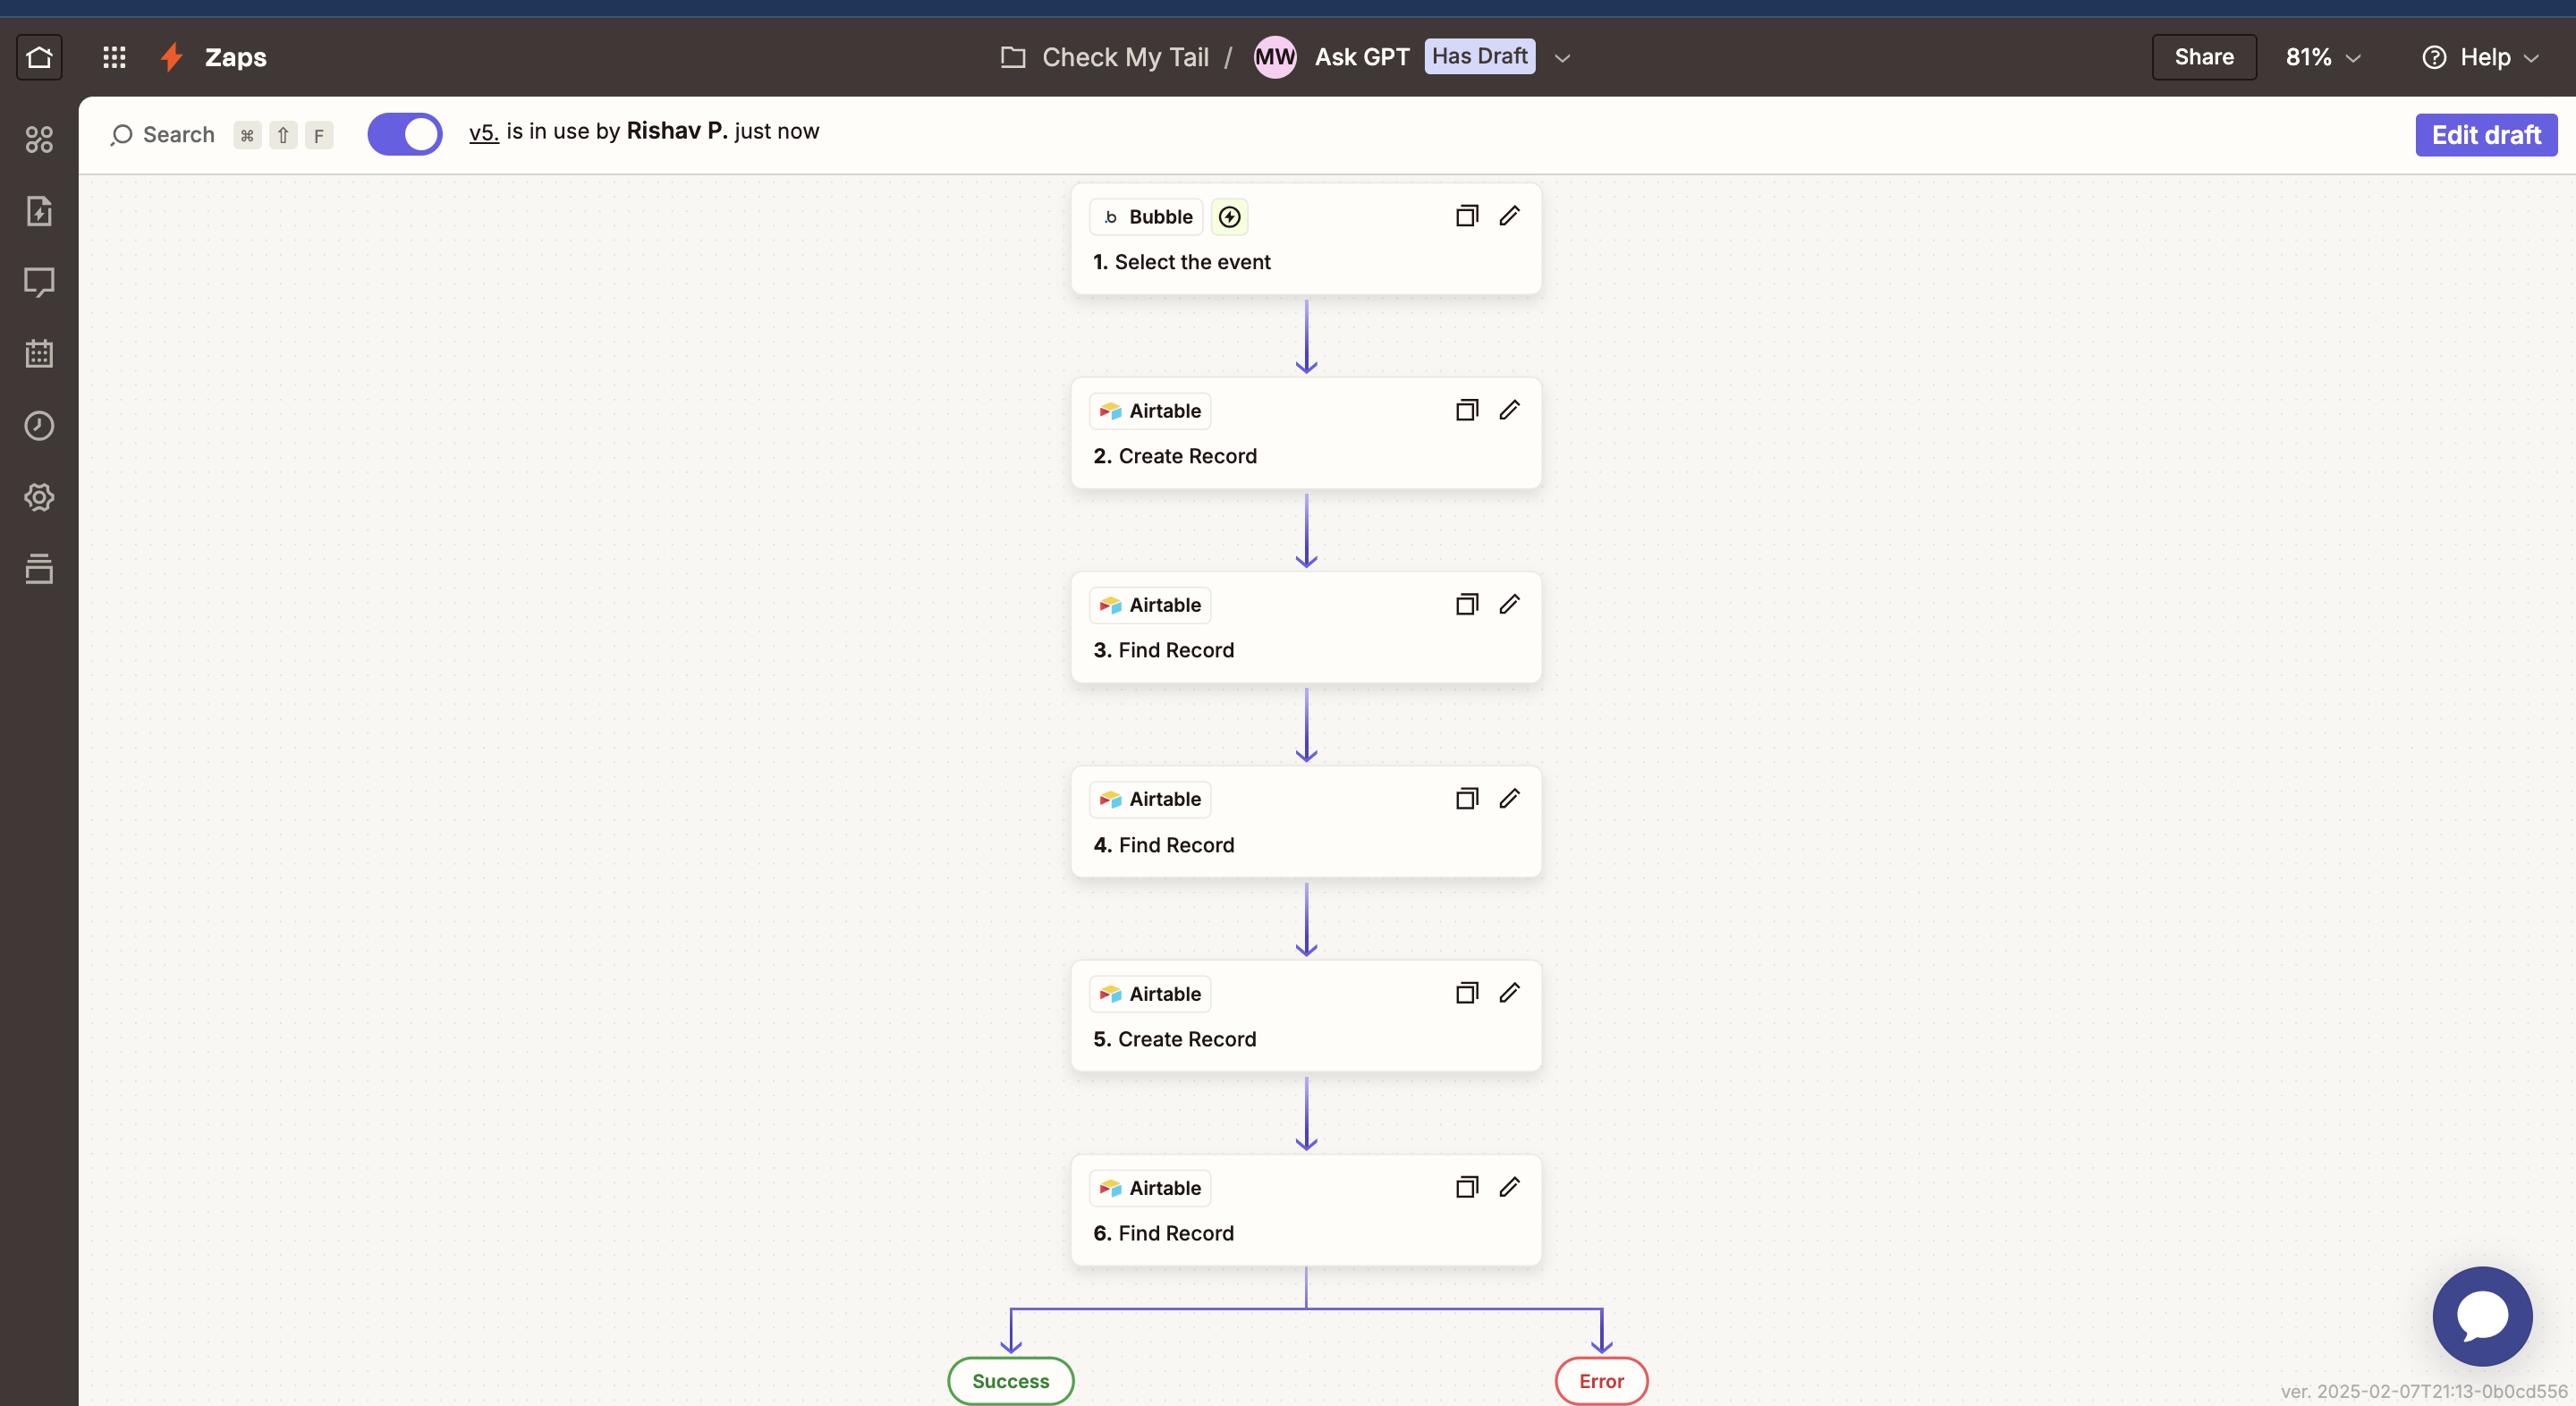 Zaps
Check My Tail / MW Ask GPT Has Draft
Share 81% Help
Search ⌘ ⇧ F
v5. is in use by Rishav P. just now
Edit draft
Bubble
1. Select the event
Airtable
2. Create Record
Airtable
3. Find Record
Airtable
4. Find Record
Airtable
5. Create Record
Airtable
6. Find Record
Success
Error
ver. 2025-02-07T21:13-0b0cd556